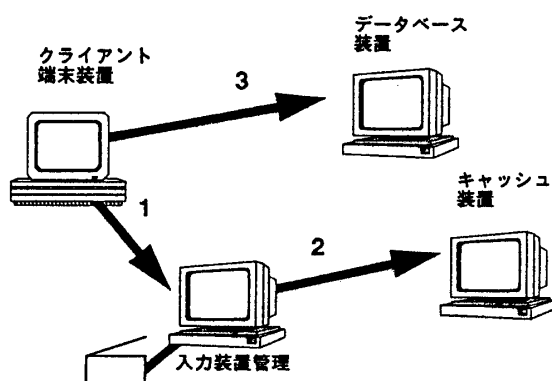 データベース
装置
クライアント
端末装置
3
キャッシュ
装置
1
2
入力装置管理